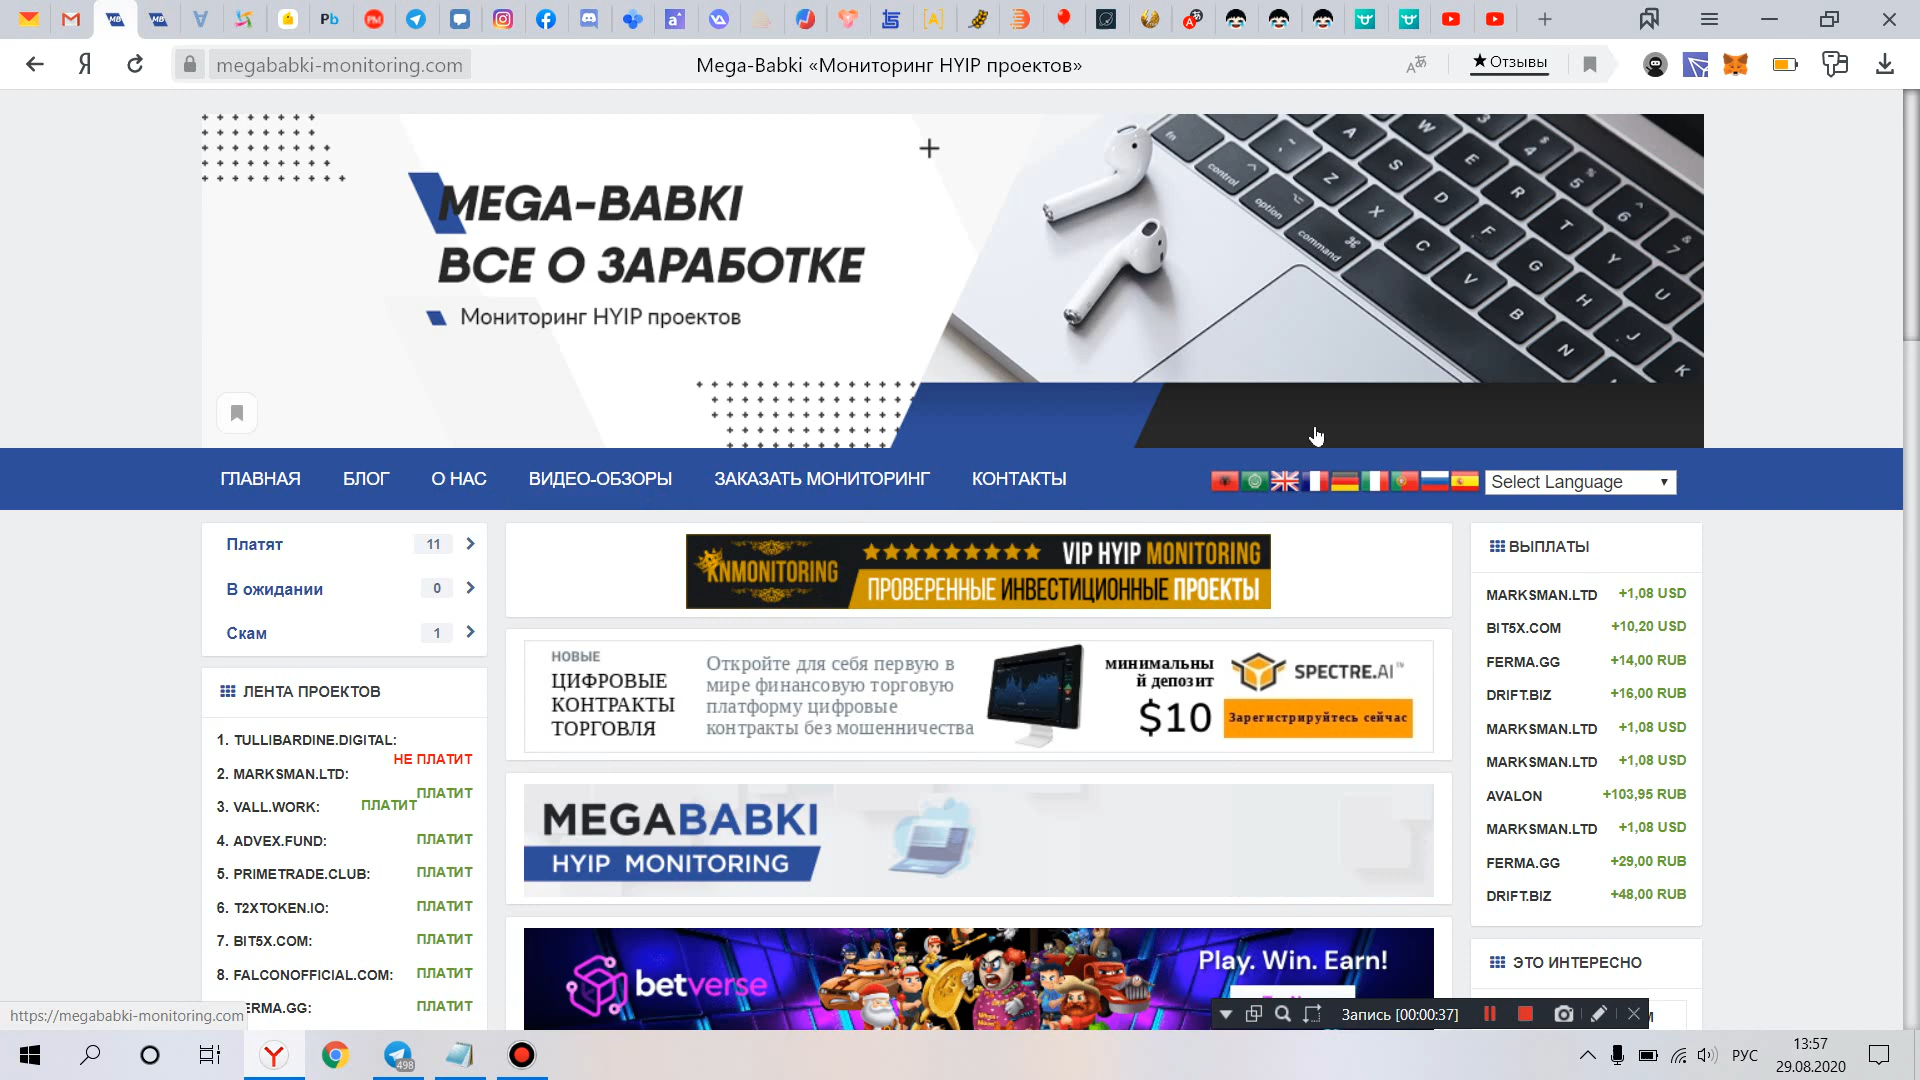 megababki-monitoring.com
Mega-Babki «Мониторинг HYIP проектов»
★ Отзывы
MEGA-BABKI
ВСЕ О ЗАРАБОТКЕ
Мониторинг HYIP проектов
ГЛАВНАЯ
БЛОГ
О НАС
ВИДЕО-ОБЗОРЫ
ЗАКАЗАТЬ МОНИТОРИНГ
КОНТАКТЫ
Select Language
Платят 11
В ожидании 0
Скам 1
ЛЕНТА ПРОЕКТОВ
1. TULLIBARDINE.DIGITAL:
НЕ ПЛАТИТ
2. MARKSMAN.LTD:
ПЛАТИТ
3. VALL.WORK: ПЛАТИТ
4. ADVEX.FUND: ПЛАТИТ
5. PRIMETRADE.CLUB: ПЛАТИТ
6. T2XTOKEN.IO: ПЛАТИТ
7. BIT5X.COM: ПЛАТИТ
8. FALCONOFFICIAL.COM: ПЛАТИТ
ERMA.GG: ПЛАТИТ
https://megababki-monitoring.com
KNMONITORING
VIP HYIP MONITORING
ПРОВЕРЕННЫЕ ИНВЕСТИЦИОННЫЕ ПРОЕКТЫ
НОВЫЕ
ЦИФРОВЫЕ
КОНТРАКТЫ
ТОРГОВЛЯ
Откройте для себя первую в
мире финансовую торговую
платформу цифровые
контракты без мошенничества
минимальны
й депозит
$10
SPECTRE.AI
Зарегистрируйтесь сейчас
MEGABABKI
HYIP MONITORING
betverse
Play. Win. Earn!
ВЫПЛАТЫ
MARKSMAN.LTD +1,08 USD
BIT5X.COM +10,20 USD
FERMA.GG +14,00 RUB
DRIFT.BIZ +16,00 RUB
MARKSMAN.LTD +1,08 USD
MARKSMAN.LTD +1,08 USD
AVALON +103,95 RUB
MARKSMAN.LTD +1,08 USD
FERMA.GG +29,00 RUB
DRIFT.BIZ +48,00 RUB
ЭТО ИНТЕРЕСНО
Запись [00:00:37]
498
РУС
13:57
29.08.2020